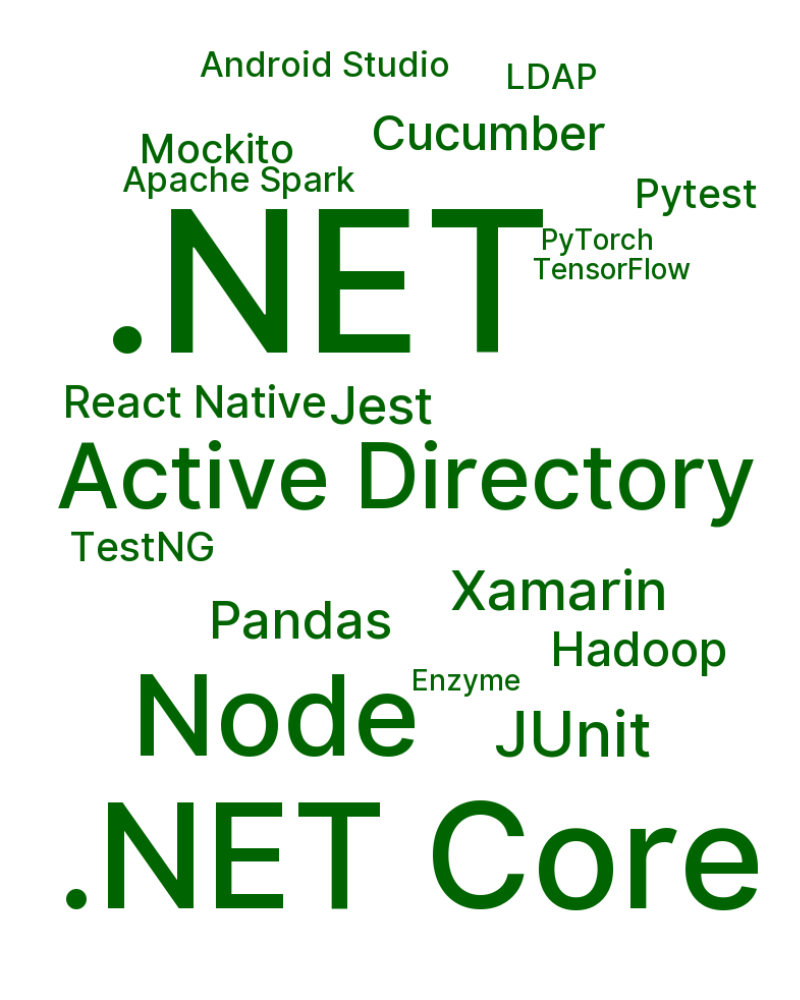 Android Studio
LDAP
Cucumber
Mockito
Apache Spark
Pytest
.NET
PyTorch
TensorFlow
React Native
Jest
Active Directory
TestNG
Xamarin
Pandas
Hadoop
Node
Enzyme
JUnit
.NET Core